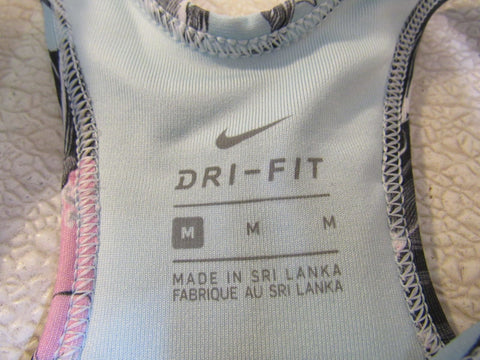 DRI-FIT
M M M
MADE IN SRI LANKA
FABRIQUE AU SRI LANKA